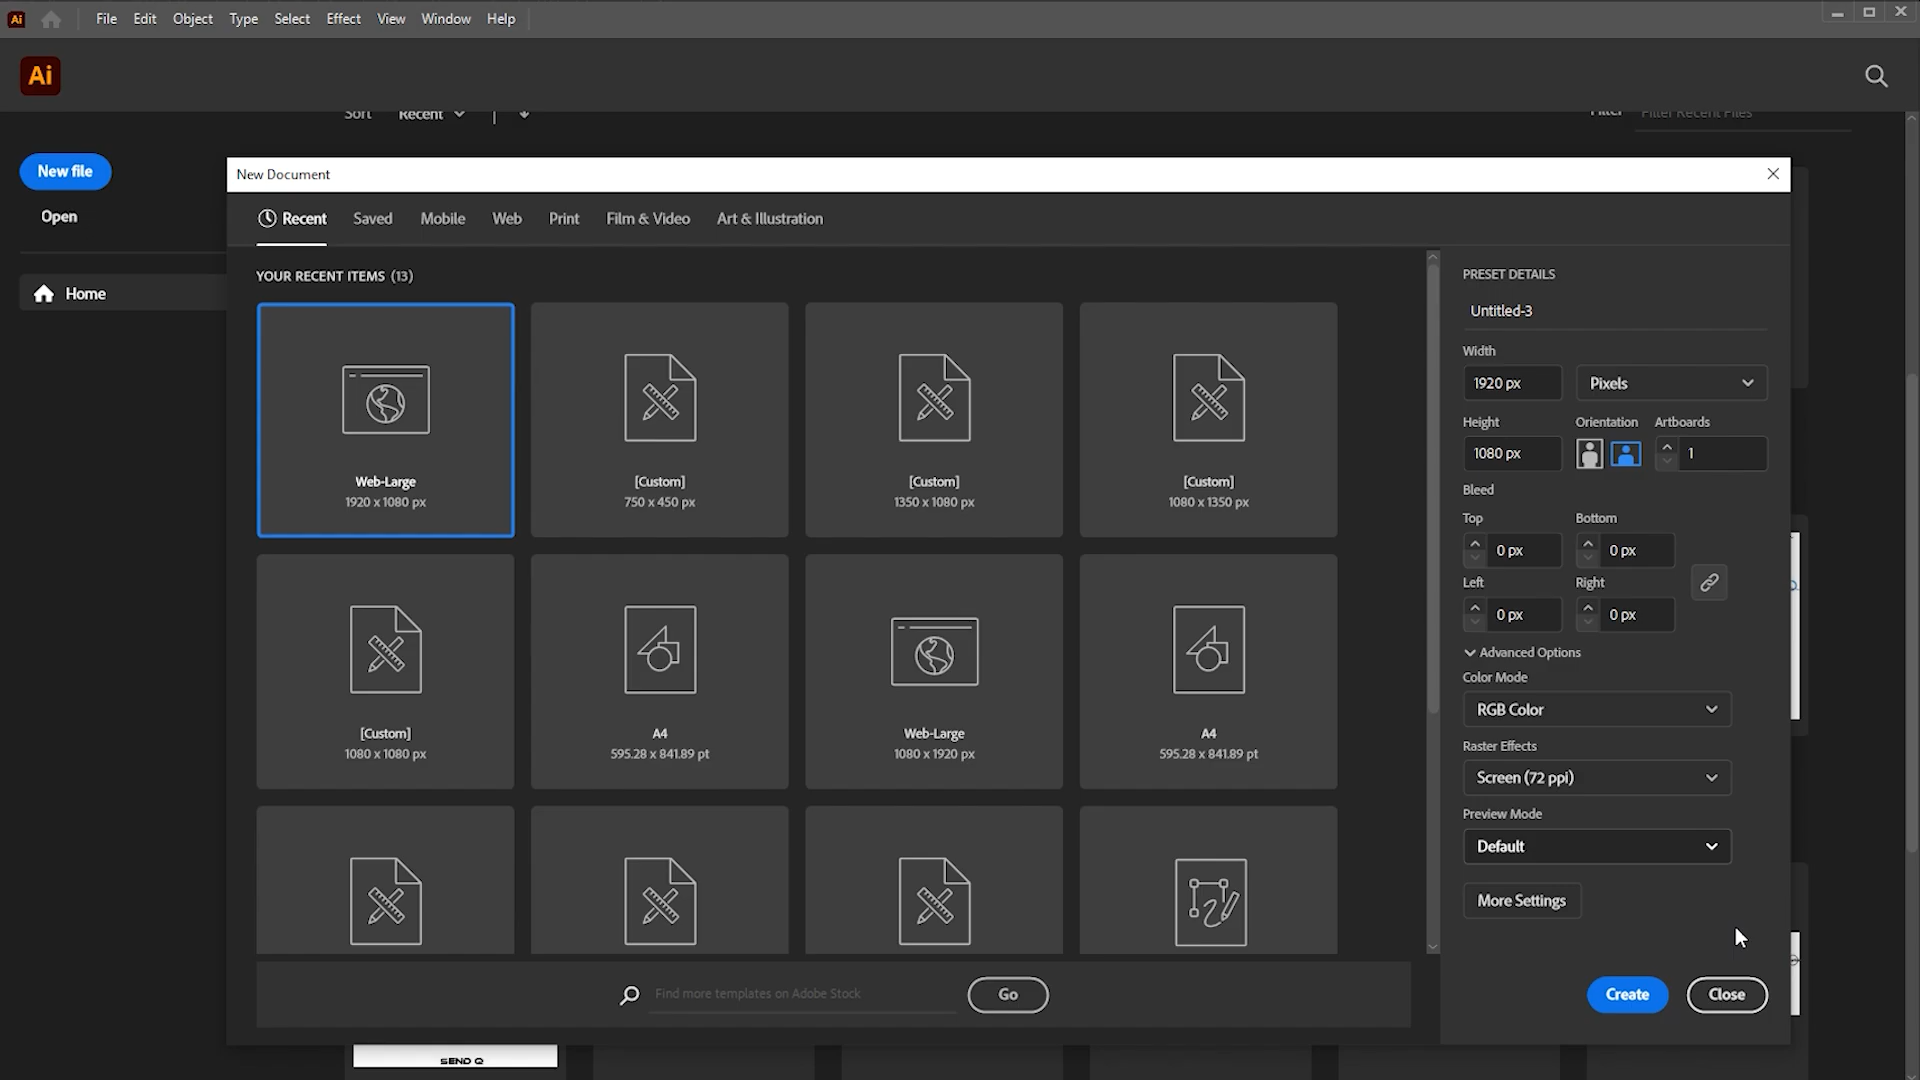 Ai File Edit Object Type Select Effect View Window Help
Ai
Sort Recent Filter Filter Recent Files
New file
Open
Home
New Document
Recent Saved Mobile Web Print Film & Video Art & Illustration
YOUR RECENT ITEMS (13)
Web-Large
1920 x 1080 px
[Custom]
750 x 450 px
[Custom]
1350 x 1080 px
[Custom]
1080 x 1350 px
[Custom]
1080 x 1080 px
A4
595.28 x 841.89 pt
Web-Large
1080 x 1920 px
A4
595.28 x 841.89 pt
Find more templates on Adobe Stock Go
PRESET DETAILS
Untitled-3
Width
1920 px Pixels
Height Orientation Artboards
1080 px 1
Bleed
Top Bottom
0 px 0 px
Left Right
0 px 0 px
Advanced Options
Color Mode
RGB Color
Raster Effects
Screen (72 ppi)
Preview Mode
Default
More Settings
Create Close
SEND Q